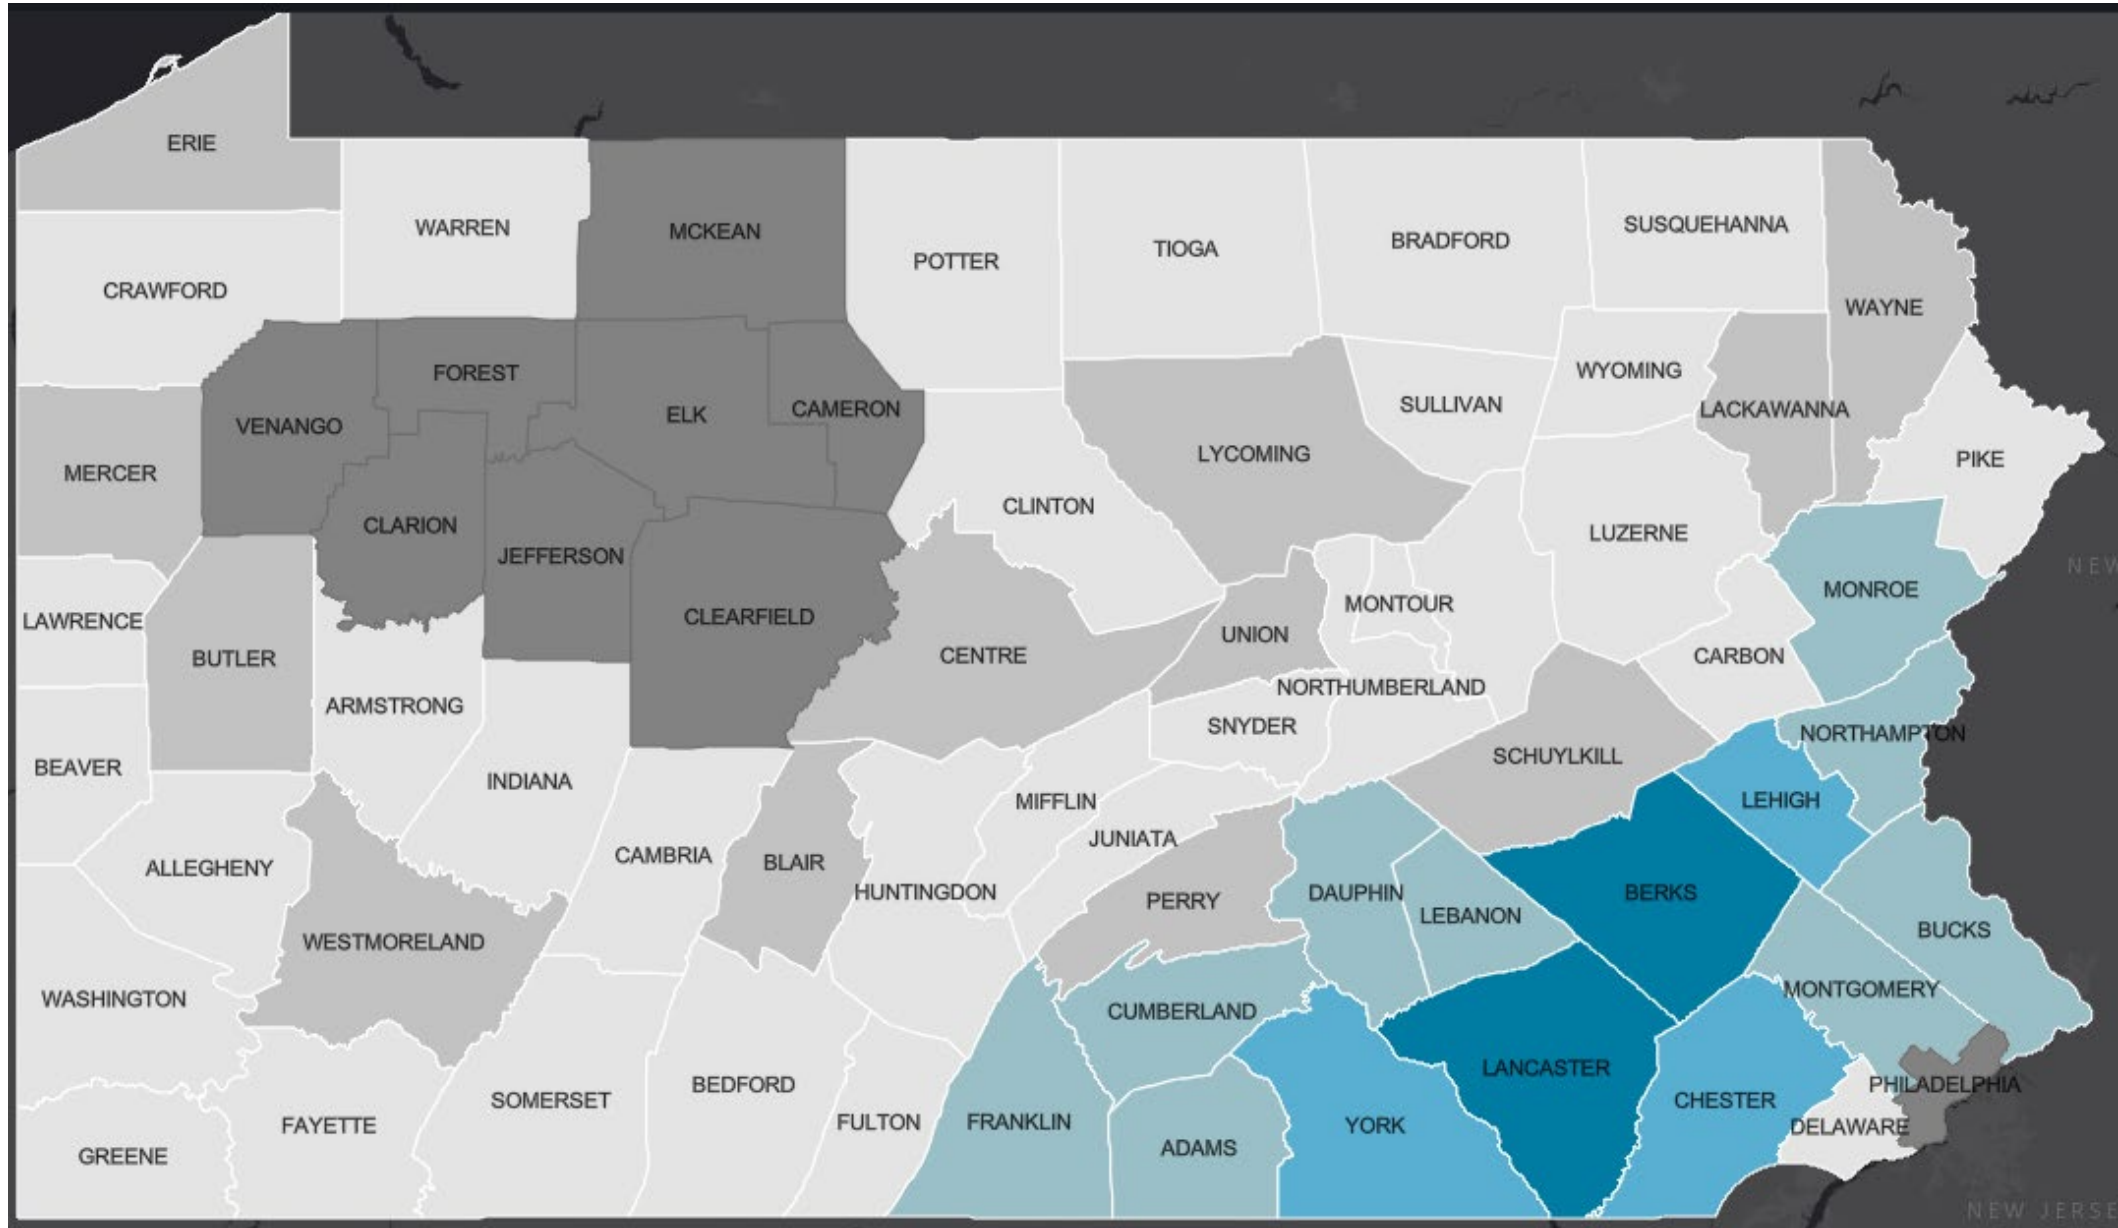 ERIE
WARREN
MCKEAN
POTTER
TIOGA
BRADFORD
SUSQUEHANNA
CRAWFORD
WAYNE
FOREST
ELK
CAMERON
VENANGO
WYOMING
SULLIVAN
LACKAWANNA
MERCER
LYCOMING
PIKE
CLARION
CLINTON
JEFFERSON
LUZERNE
NEW
LAWRENCE
CLEARFIELD
MONTOUR
MONROE
BUTLER
CENTRE
UNION
CARBON
ARMSTRONG
NORTHUMBERLAND
SNYDER
NORTHAMPTON
BEAVER
INDIANA
SCHUYLKILL
MIFFLIN
LEHIGH
JUNIATA
ALLEGHENY
CAMBRIA
BLAIR
HUNTINGDON
PERRY
DAUPHIN
LEBANON
BERKS
BUCKS
WESTMORELAND
WASHINGTON
CUMBERLAND
MONTGOMERY
LANCASTER
PHILADELPHIA
BEDFORD
SOMERSET
CHESTER
FAYETTE
FULTON
FRANKLIN
YORK
DELAWARE
GREENE
ADAMS
NEW JERSE